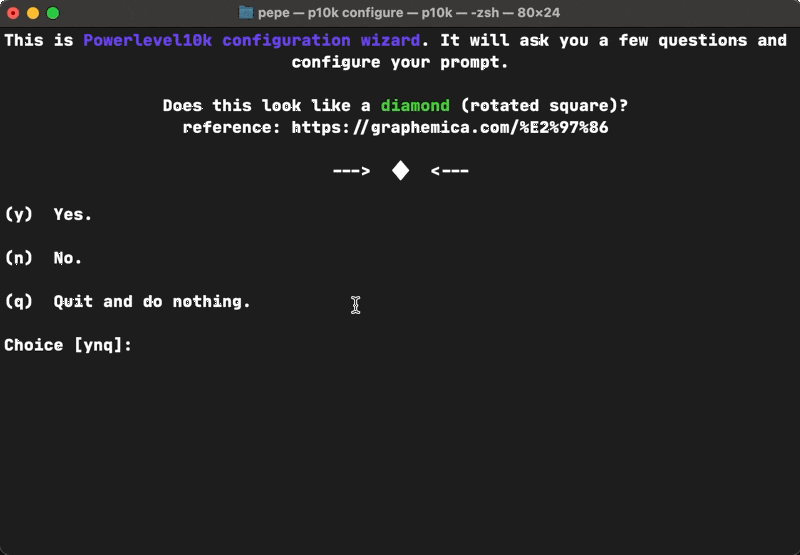 pepe — p10k configure — p10k — -zsh — 80×24
This is Powerlevel10k configuration wizard. It will ask you a few questions and
configure your prompt.
Does this look like a diamond (rotated square)?
reference: https://graphemica.com/%E2%97%86
---> ◆ <---
(y) Yes.
(n) No.
(q) Quit and do nothing.
Choice [ynq]: